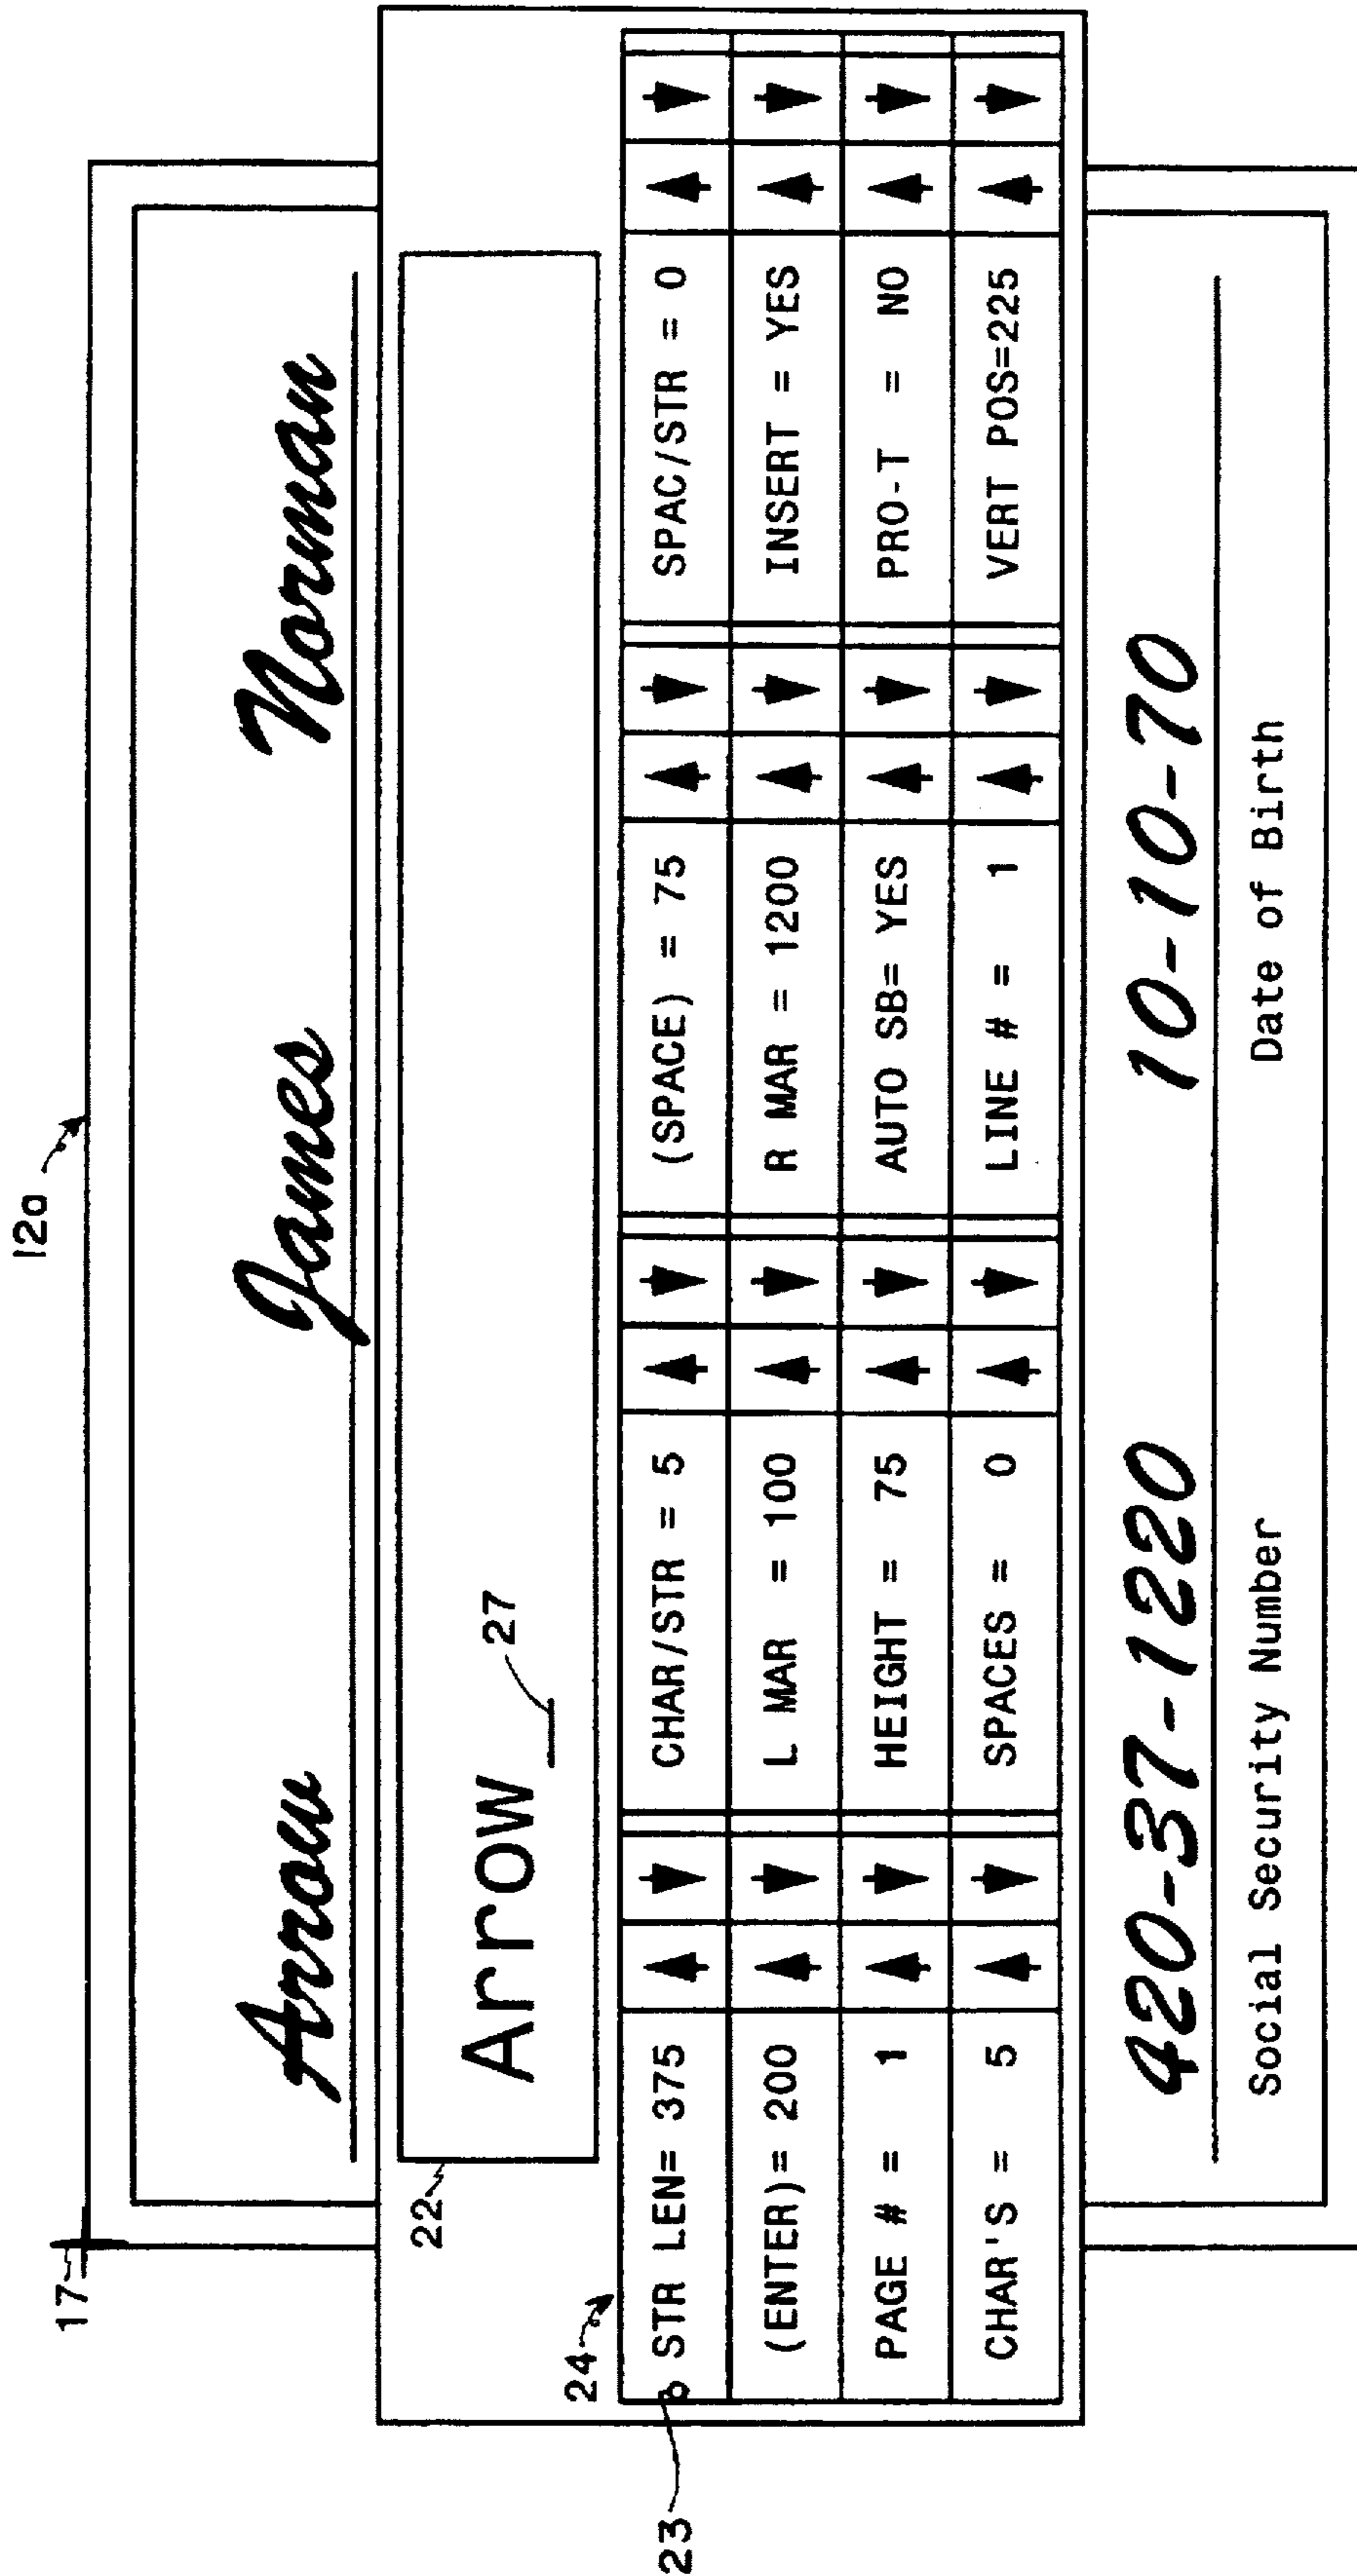 12a
17
Arrow James Norman
22
Arrow
27
24
23
STR LEN= 375 CHAR/STR = 5 (SPACE) = 75 SPAC/STR = 0
(ENTER)= 200 L MAR = 100 R MAR = 1200 INSERT = YES
PAGE # = 1 HEIGHT = 75 AUTO SB= YES PRO-T = NO
CHAR'S = 5 SPACES = 0 LINE # = 1 VERT POS=225
420-37-1220 10-10-70
Social Security Number Date of Birth